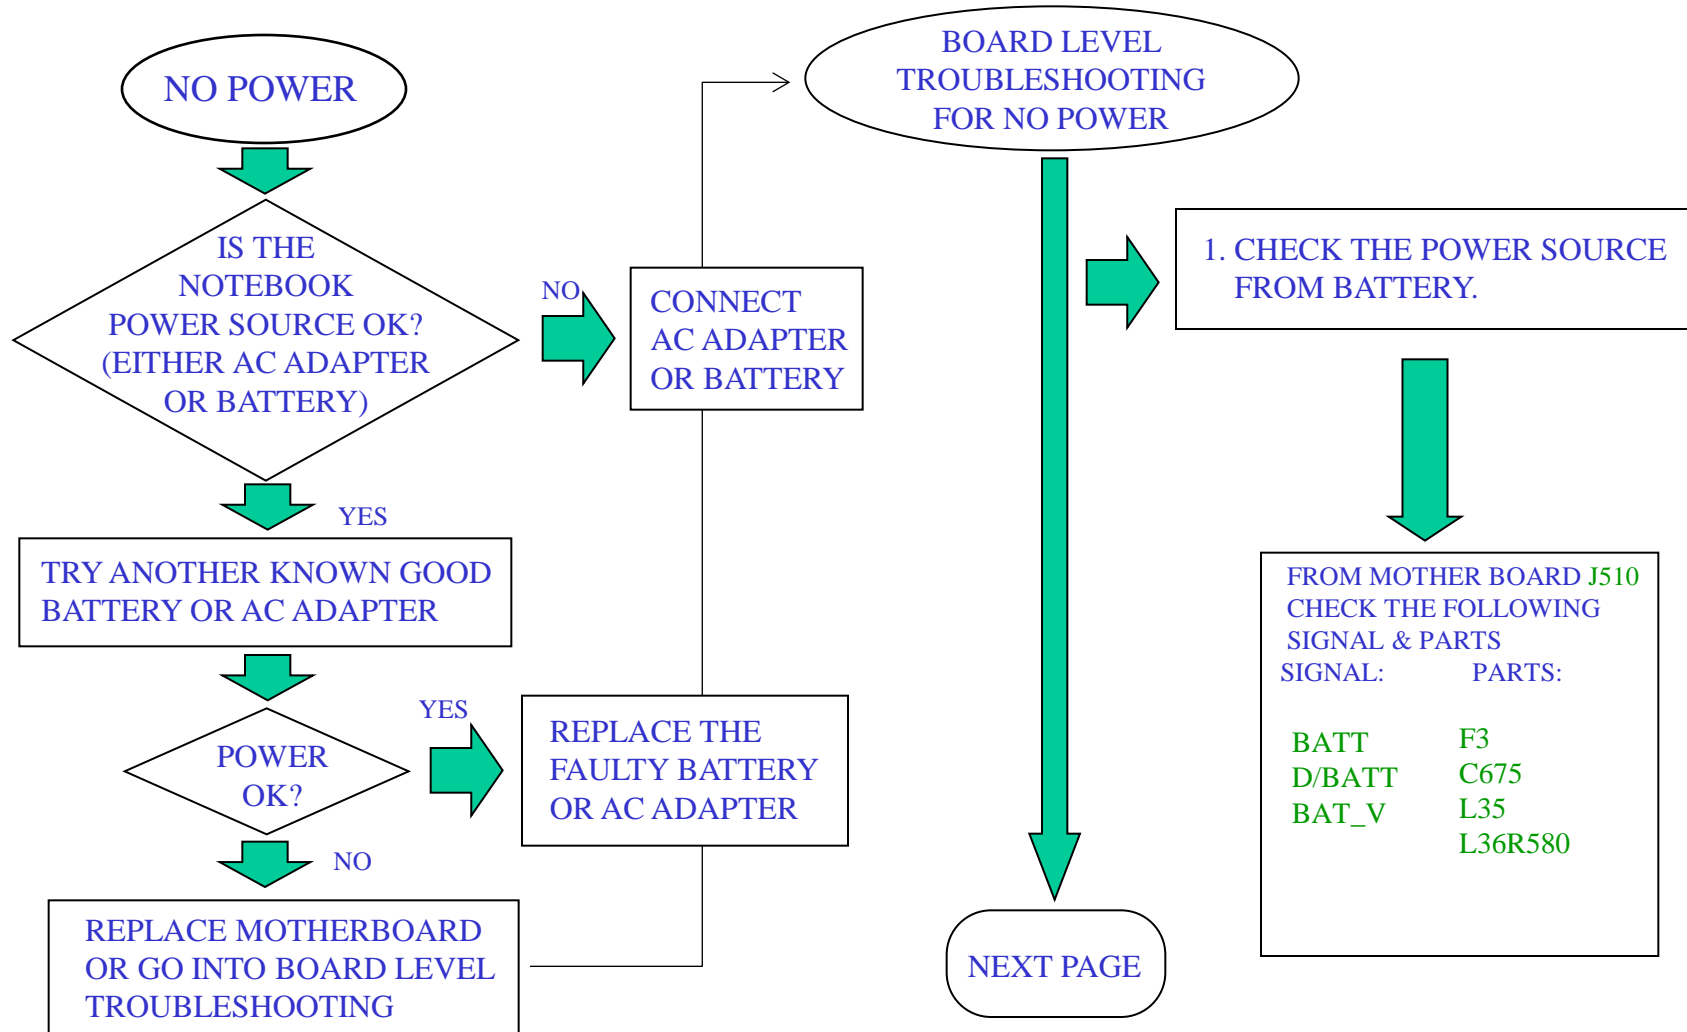 NO POWER
IS THE
NOTEBOOK
POWER SOURCE OK?
(EITHER AC ADAPTER
OR BATTERY)
NO
CONNECT
AC ADAPTER
OR BATTERY
YES
TRY ANOTHER KNOWN GOOD
BATTERY OR AC ADAPTER
POWER
OK?
YES
REPLACE THE
FAULTY BATTERY
OR AC ADAPTER
NO
REPLACE MOTHERBOARD
OR GO INTO BOARD LEVEL
TROUBLESHOOTING
BOARD LEVEL
TROUBLESHOOTING
FOR NO POWER
1. CHECK THE POWER SOURCE
FROM BATTERY.
FROM MOTHER BOARD J510
CHECK THE FOLLOWING
SIGNAL & PARTS
SIGNAL: PARTS:
BATT F3
D/BATT C675
BAT_V L35
L36R580
NEXT PAGE